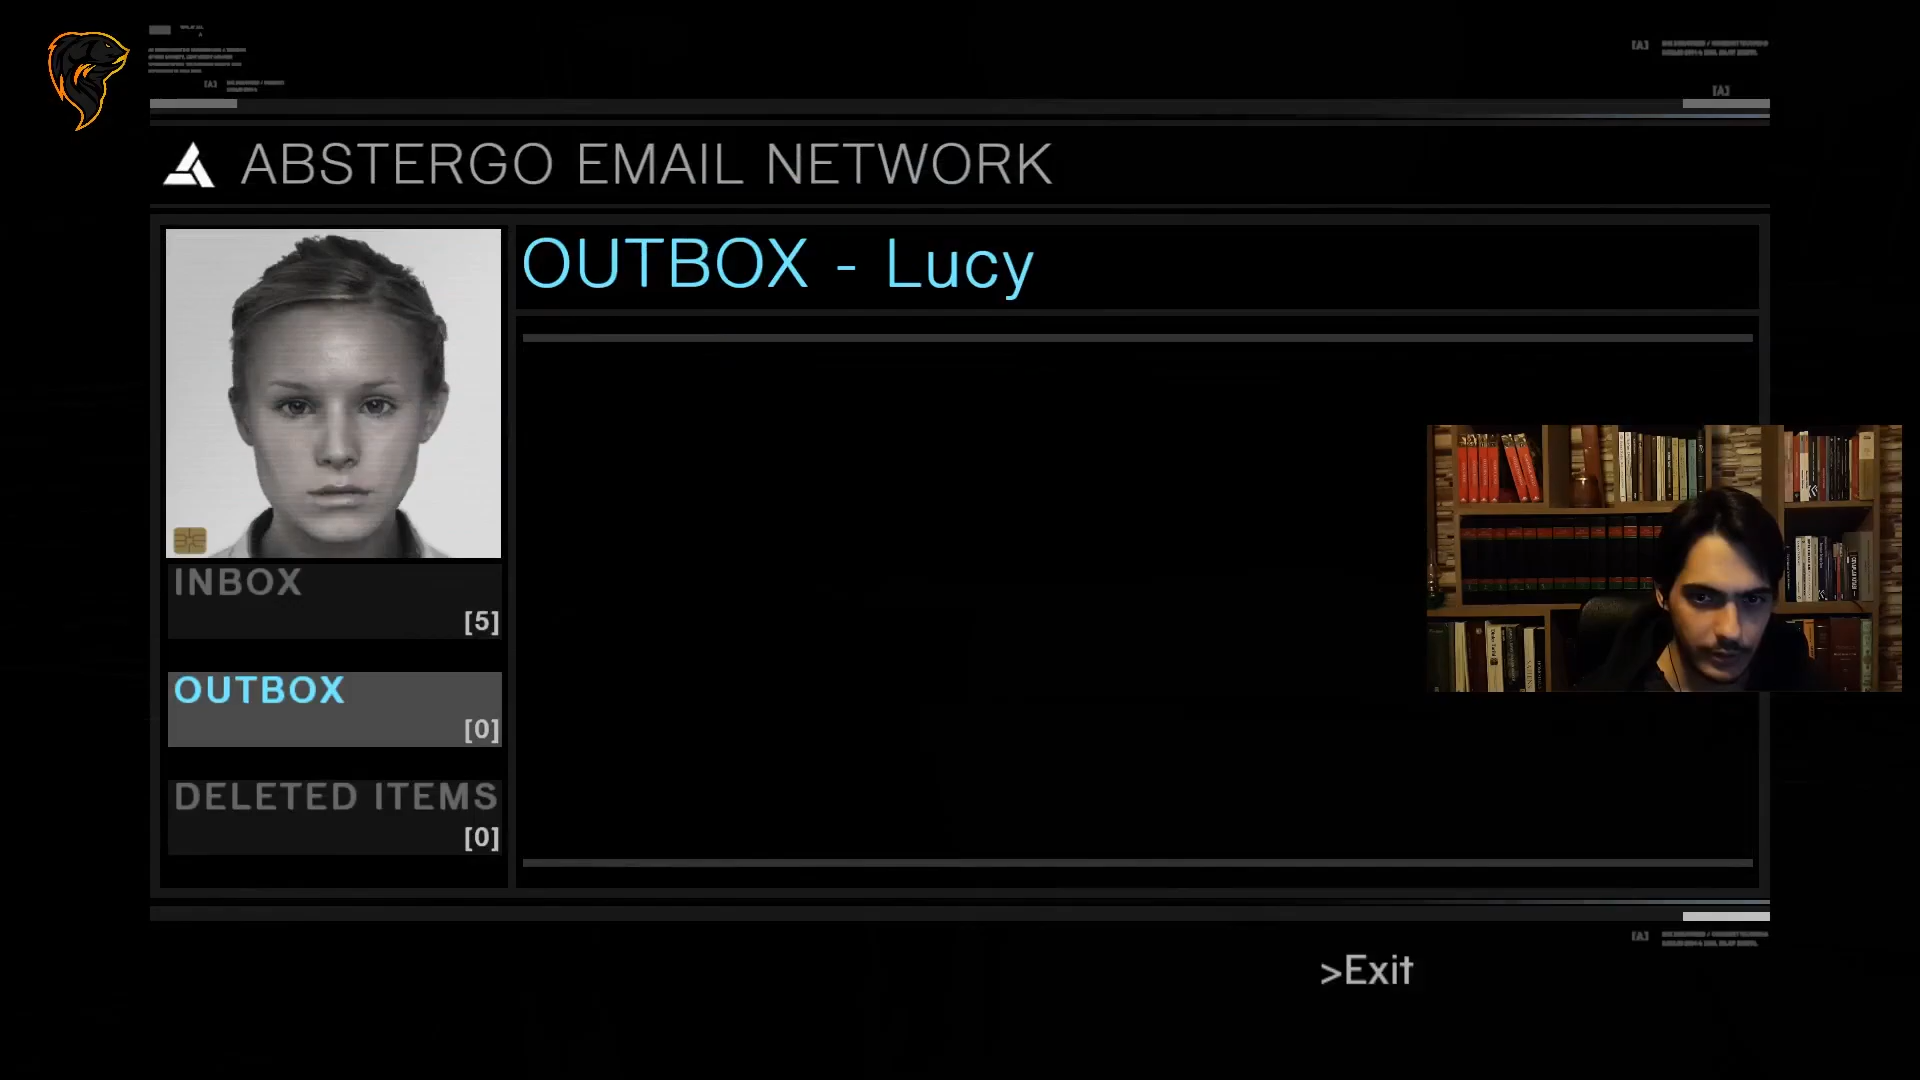 [A]
[A]
[A]
ABSTERGO EMAIL NETWORK
OUTBOX - Lucy
INBOX
[5]
OUTBOX
[0]
DELETED ITEMS
[0]
[A]
>Exit